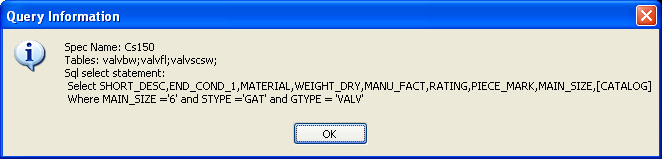 Query Information
Spec Name: Cs150
Tables: valvbw;valvfl;valvscsw;
Sql select statement:
Select SHORT_DESC,END_COND_1,MATERIAL,WEIGHT_DRY,MANU_FACT,RATING,PIECE_MARK,MAIN_SIZE,[CATALOG]
Where MAIN_SIZE ='6' and STYPE ='GAT' and GTYPE = 'VALV'
OK